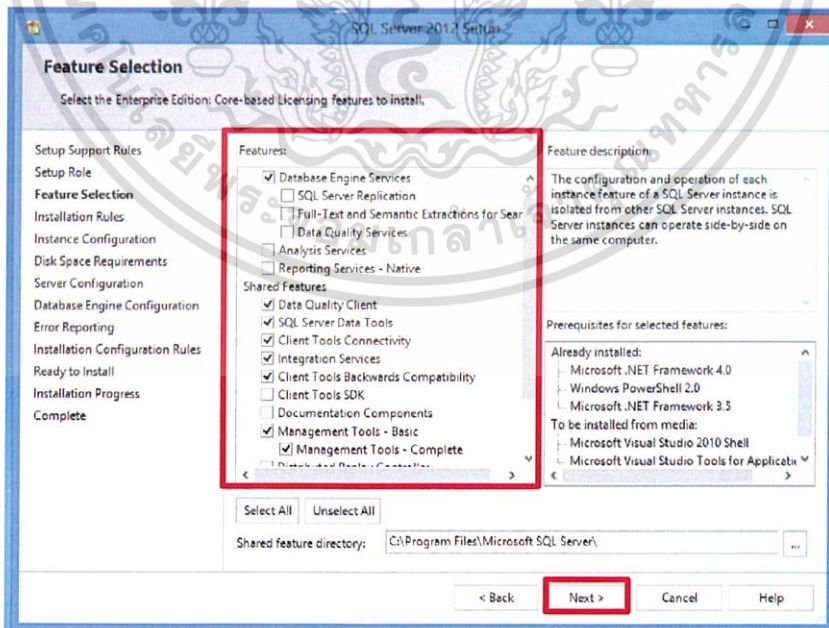 SQL Server 2012 Setup
Feature Selection
Select the Enterprise Edition: Core-based Licensing features to install.
Setup Support Rules
Setup Role
Feature Selection
Installation Rules
Instance Configuration
Disk Space Requirements
Server Configuration
Database Engine Configuration
Error Reporting
Installation Configuration Rules
Ready to Install
Installation Progress
Complete
Features:
Database Engine Services
SQL Server Replication
Full-Text and Semantic Extractions for Sear
Data Quality Services
Analysis Services
Reporting Services - Native
Shared Features
Data Quality Client
SQL Server Data Tools
Client Tools Connectivity
Integration Services
Client Tools Backwards Compatibility
Client Tools SDK
Documentation Components
Management Tools - Basic
Management Tools - Complete
Distributed Replay Controller
Feature description:
The configuration and operation of each
instance feature of a SQL Server instance is
isolated from other SQL Server instances. SQL
Server instances can operate side-by-side on
the same computer.
Prerequisites for selected features:
Already installed:
Microsoft .NET Framework 4.0
Windows PowerShell 2.0
Microsoft .NET Framework 3.5
To be installed from media:
Microsoft Visual Studio 2010 Shell
Microsoft Visual Studio Tools for Applicatio
Select All
Unselect All
Shared feature directory:
C:\Program Files\Microsoft SQL Server\
...
< Back
Next >
Cancel
Help